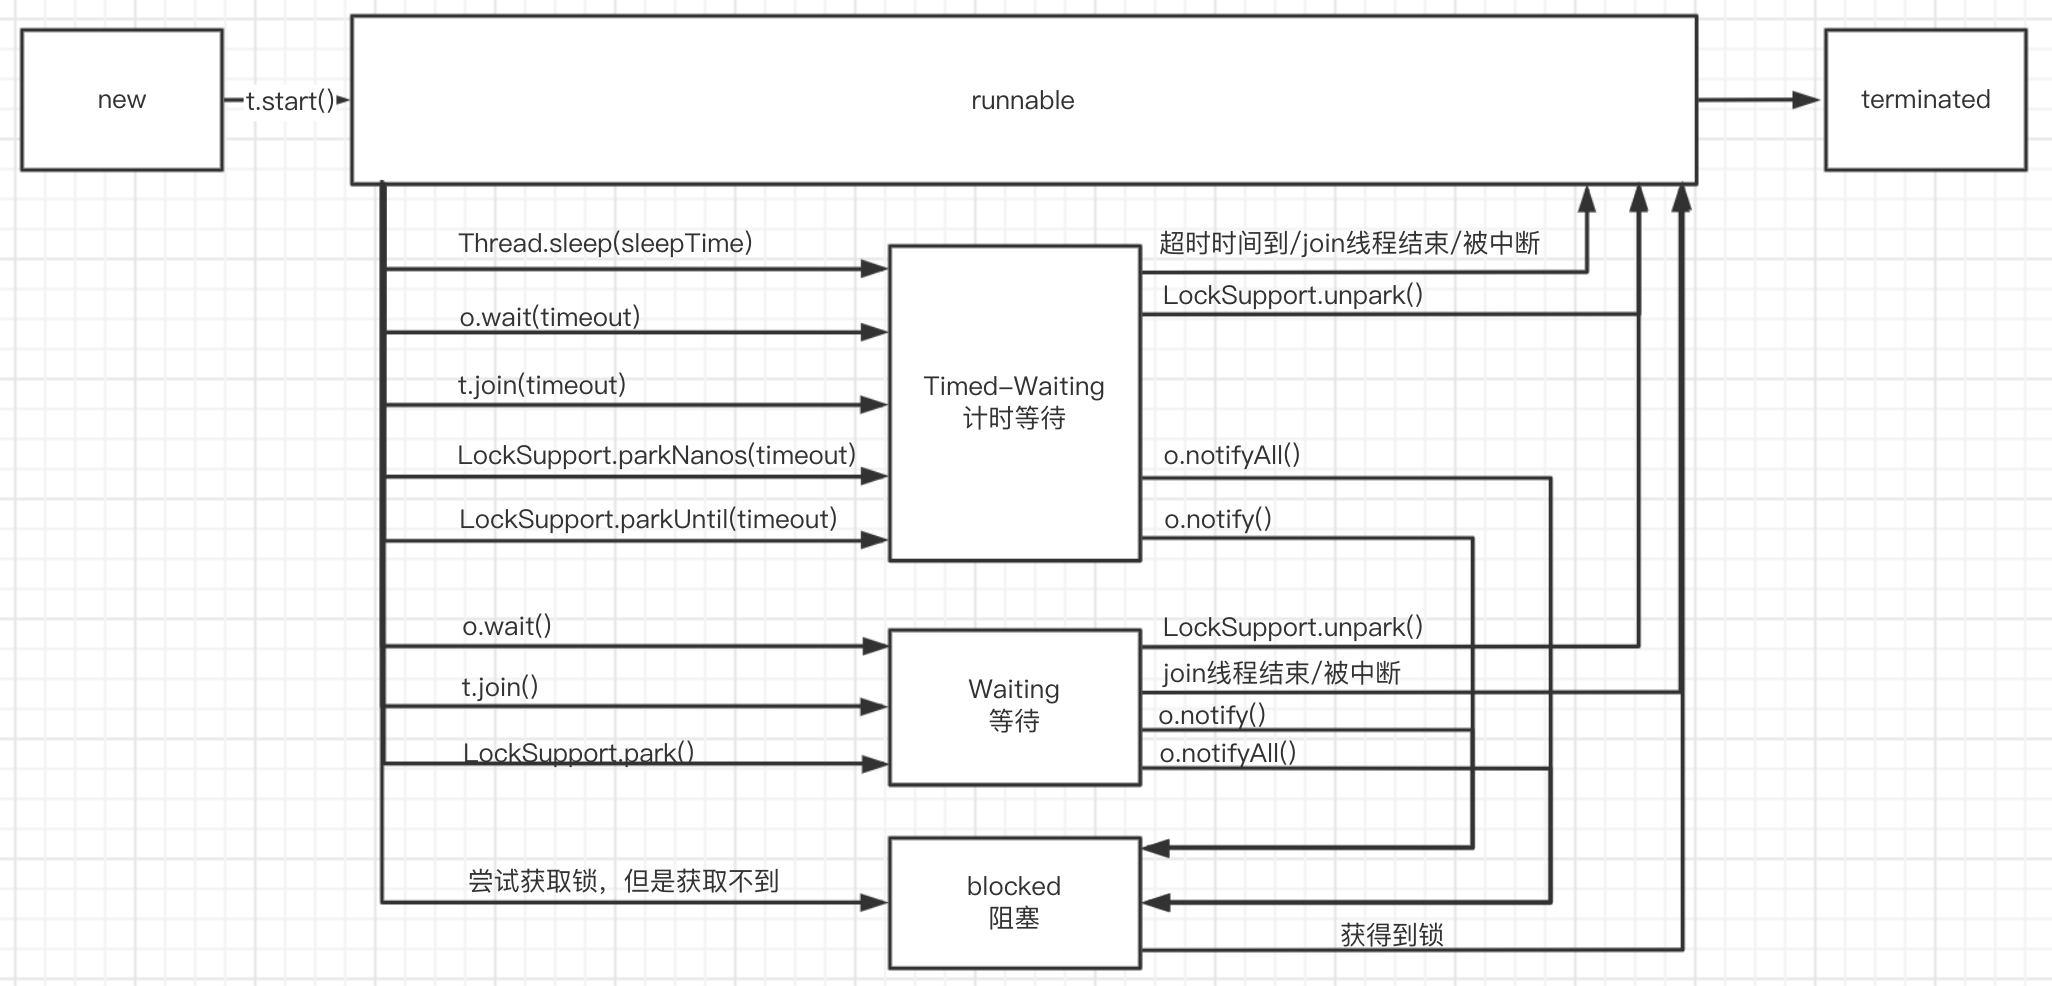 new
t.start()
runnable
terminated
Thread.sleep(sleepTime)
o.wait(timeout)
t.join(timeout)
LockSupport.parkNanos(timeout)
LockSupport.parkUntil(timeout)
Timed-Waiting
计时等待
超时时间到/join线程结束/被中断
LockSupport.unpark()
o.notifyAll()
o.notify()
o.wait()
t.join()
LockSupport.park()
Waiting
等待
LockSupport.unpark()
join线程结束/被中断
o.notify()
o.notifyAll()
尝试获取锁，但是获取不到
blocked
阻塞
获得到锁